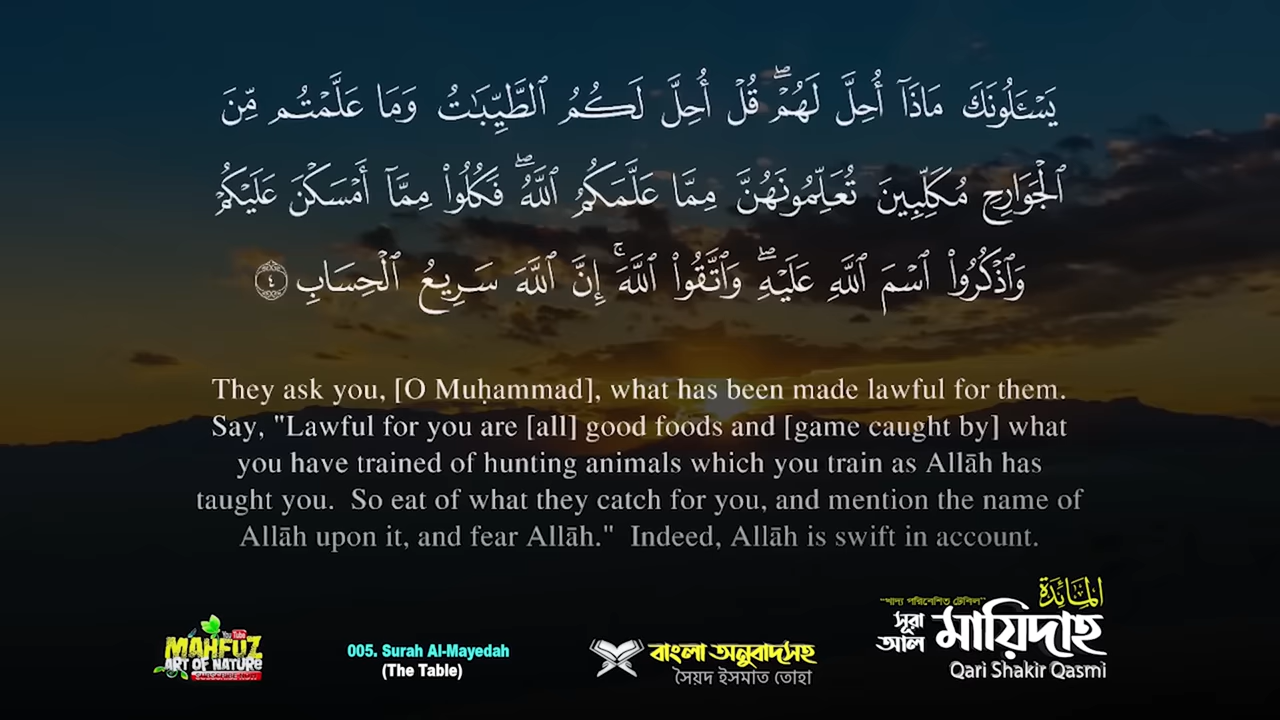 يَسْـَٔلُونَكَ مَاذَآ أُحِلَّ لَهُمْ ۖ قُلْ أُحِلَّ لَكُمُ ٱلطَّيِّبَـٰتُ وَمَا عَلَّمْتُم مِّنَ
ٱلْجَوَارِحِ مُكَلِّبِينَ تُعَلِّمُونَهُنَّ مِمَّا عَلَّمَكُمُ ٱللَّهُ ۖ فَكُلُوا۟ مِمَّآ أَمْسَكْنَ عَلَيْكُمْ
وَٱذْكُرُوا۟ ٱسْمَ ٱللَّهِ عَلَيْهِ ۖ وَٱتَّقُوا۟ ٱللَّهَ ۚ إِنَّ ٱللَّهَ سَرِيعُ ٱلْحِسَابِ ٤
They ask you, [O Muḥammad], what has been made lawful for them.
Say, "Lawful for you are [all] good foods and [game caught by] what
you have trained of hunting animals which you train as Allāh has
taught you.  So eat of what they catch for you, and mention the name of
Allāh upon it, and fear Allāh."  Indeed, Allāh is swift in account.
You Tube
MAHFUZ
ART OF NATURE
SUBSCRIBE NOW
005. Surah Al-Mayedah
(The Table)
বাংলা অনুবাদসহ
সৈয়দ ইসমাত তোহা
المائدة
“খাদ্য পরিবেশিত টেবিল”
সূরা আল মায়িদাহ
Qari Shakir Qasmi